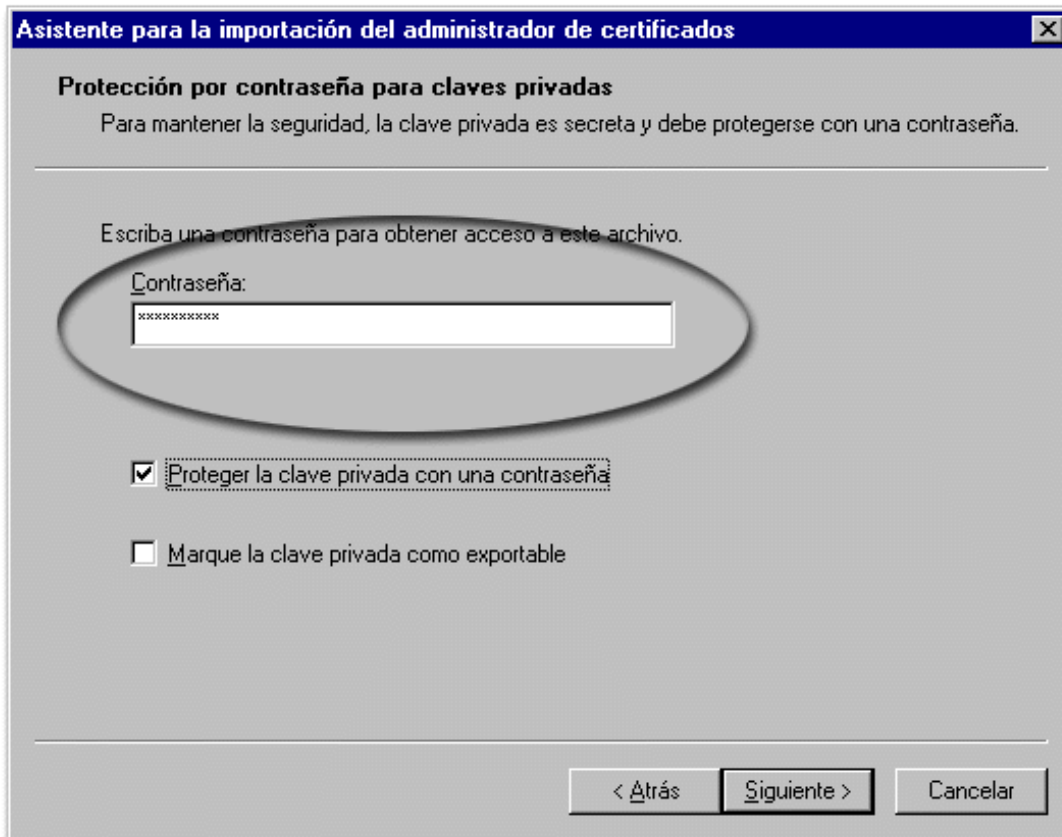 Asistente para la importación del administrador de certificados
Protección por contraseña para claves privadas
Para mantener la seguridad, la clave privada es secreta y debe protegerse con una contraseña.
Escriba una contraseña para obtener acceso a este archivo.
Contraseña:
xxxxxxxxxx
Proteger la clave privada con una contraseña
Marque la clave privada como exportable
< Atrás Siguiente > Cancelar